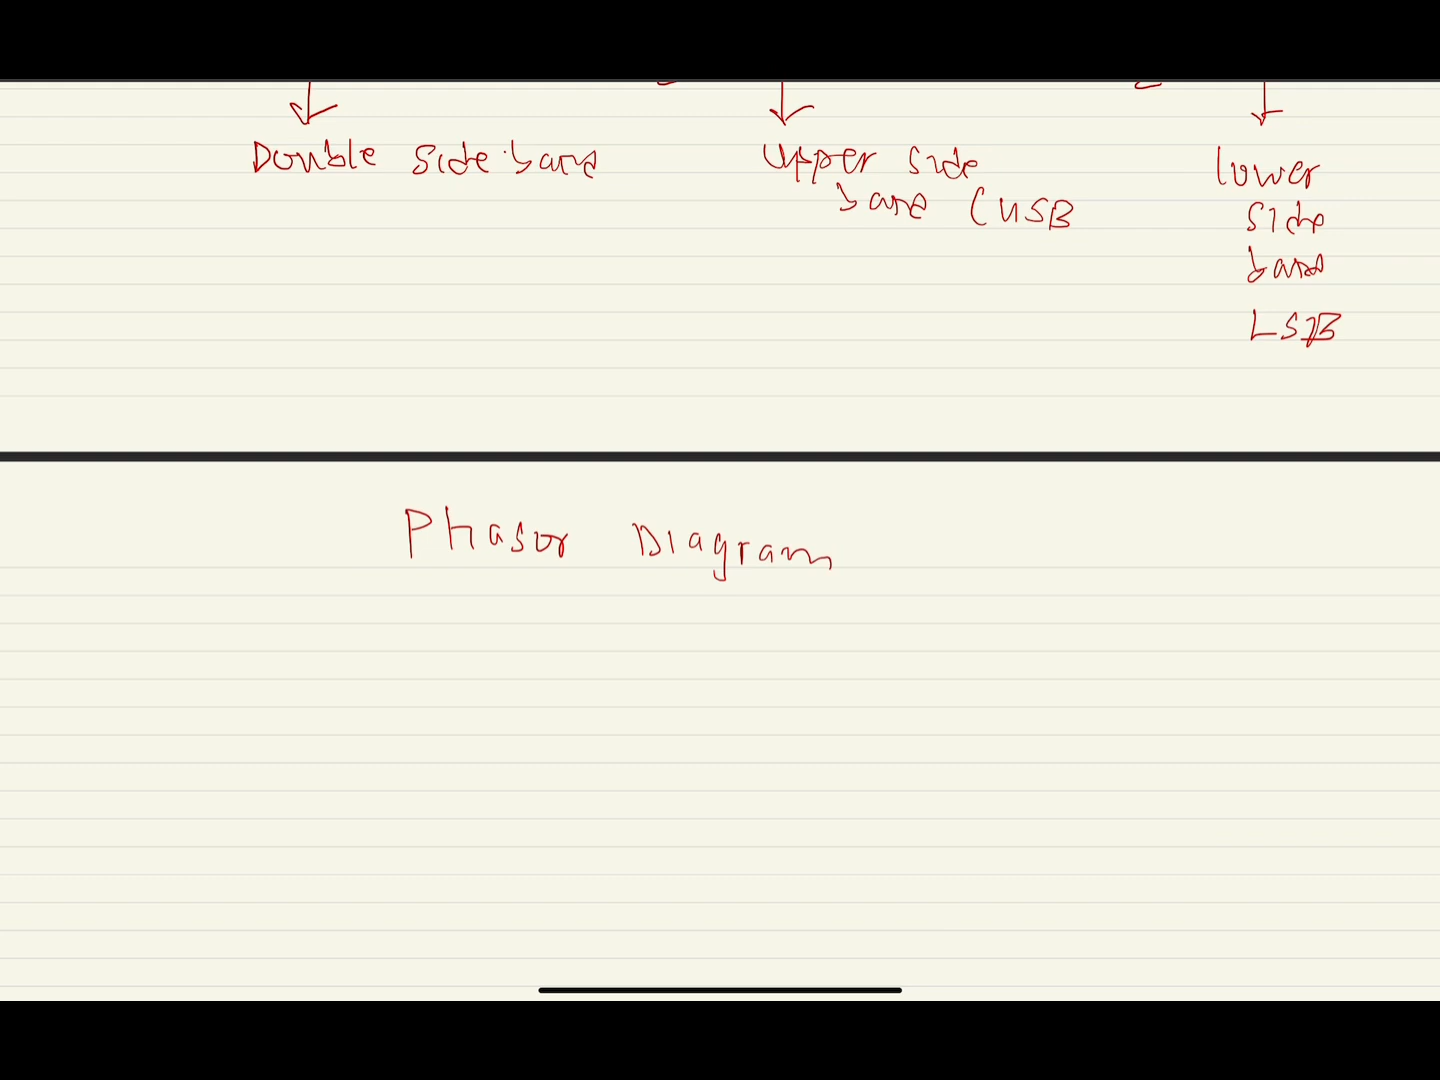 Double side band
upper side
band (USB
lower
side
band
LSB
Phasor Diagram